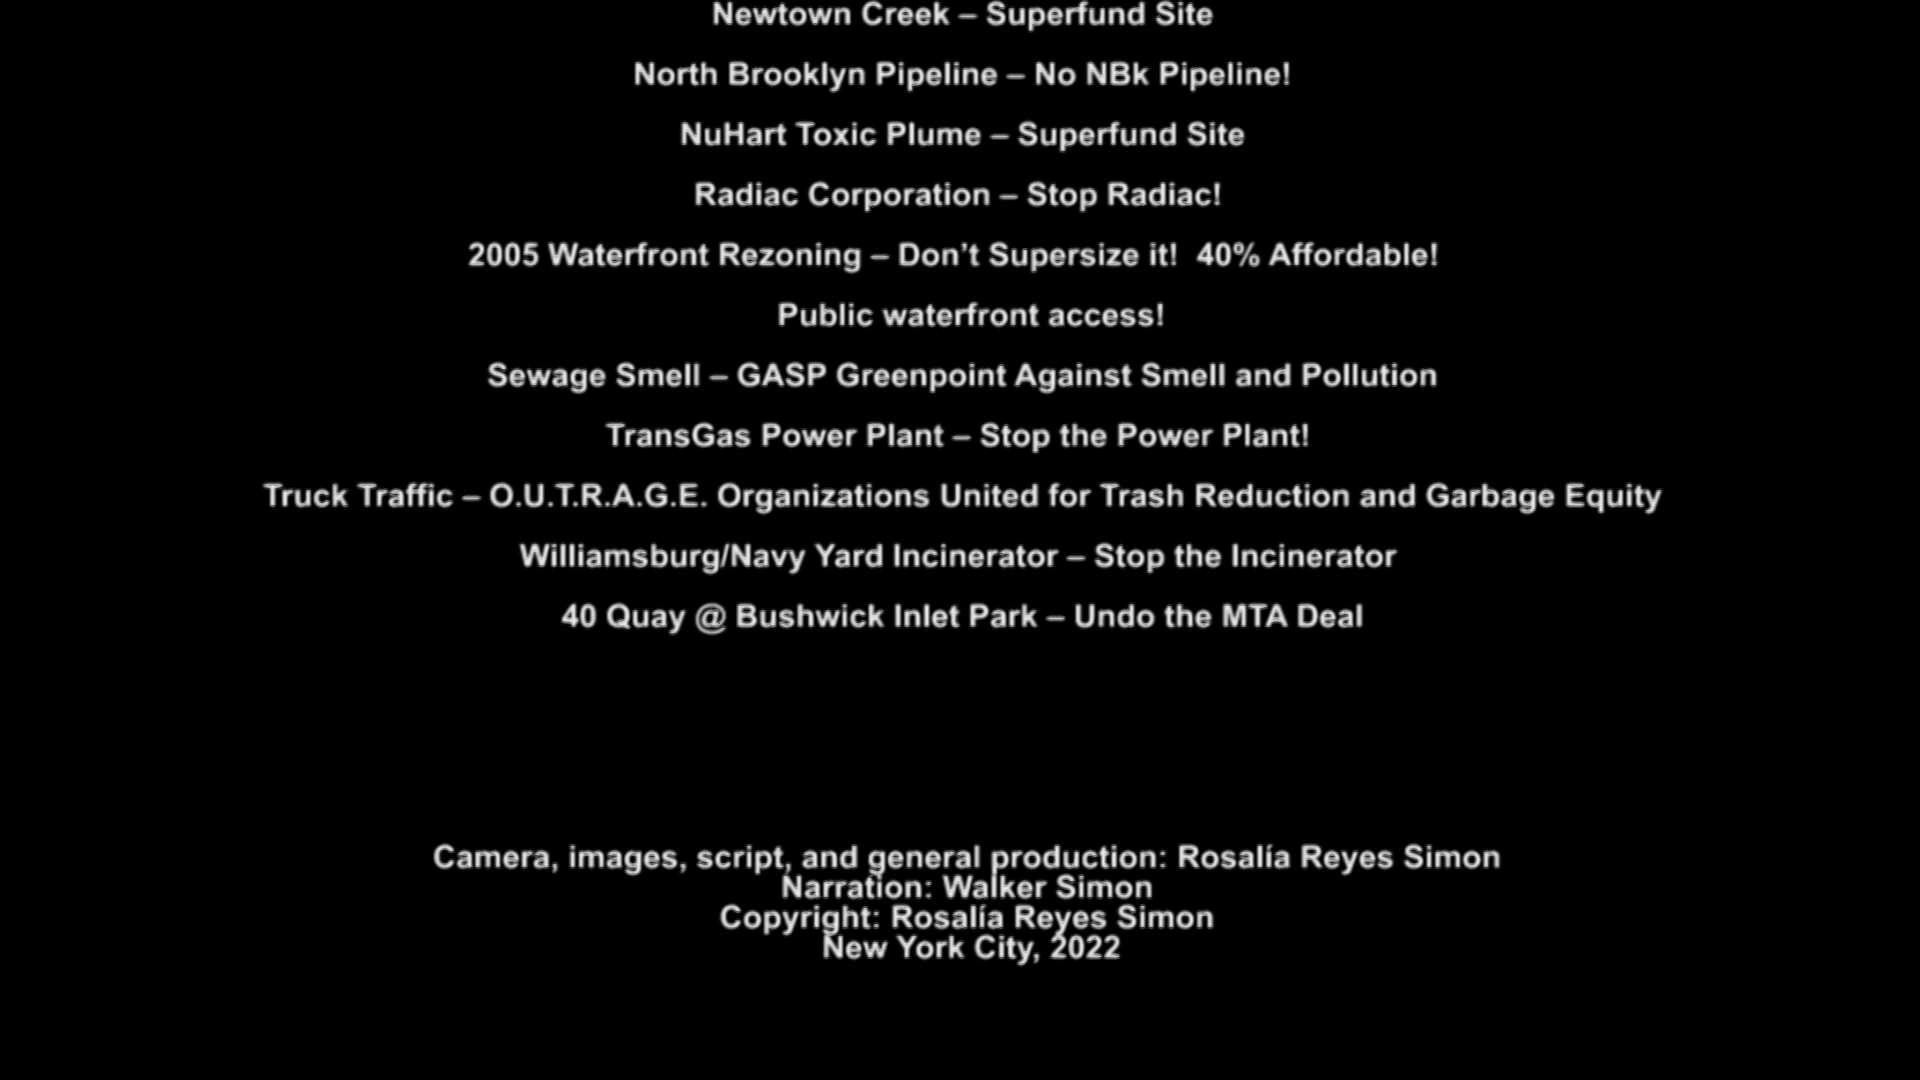 Newtown Creek – Superfund Site
North Brooklyn Pipeline – No NBk Pipeline!
NuHart Toxic Plume – Superfund Site
Radiac Corporation – Stop Radiac!
2005 Waterfront Rezoning – Don’t Supersize it!  40% Affordable!
Public waterfront access!
Sewage Smell – GASP Greenpoint Against Smell and Pollution
TransGas Power Plant – Stop the Power Plant!
Truck Traffic – O.U.T.R.A.G.E. Organizations United for Trash Reduction and Garbage Equity
Williamsburg/Navy Yard Incinerator – Stop the Incinerator
40 Quay @ Bushwick Inlet Park – Undo the MTA Deal
Camera, images, script, and general production: Rosalía Reyes Simon
Narration: Walker Simon
Copyright: Rosalía Reyes Simon
New York City, 2022